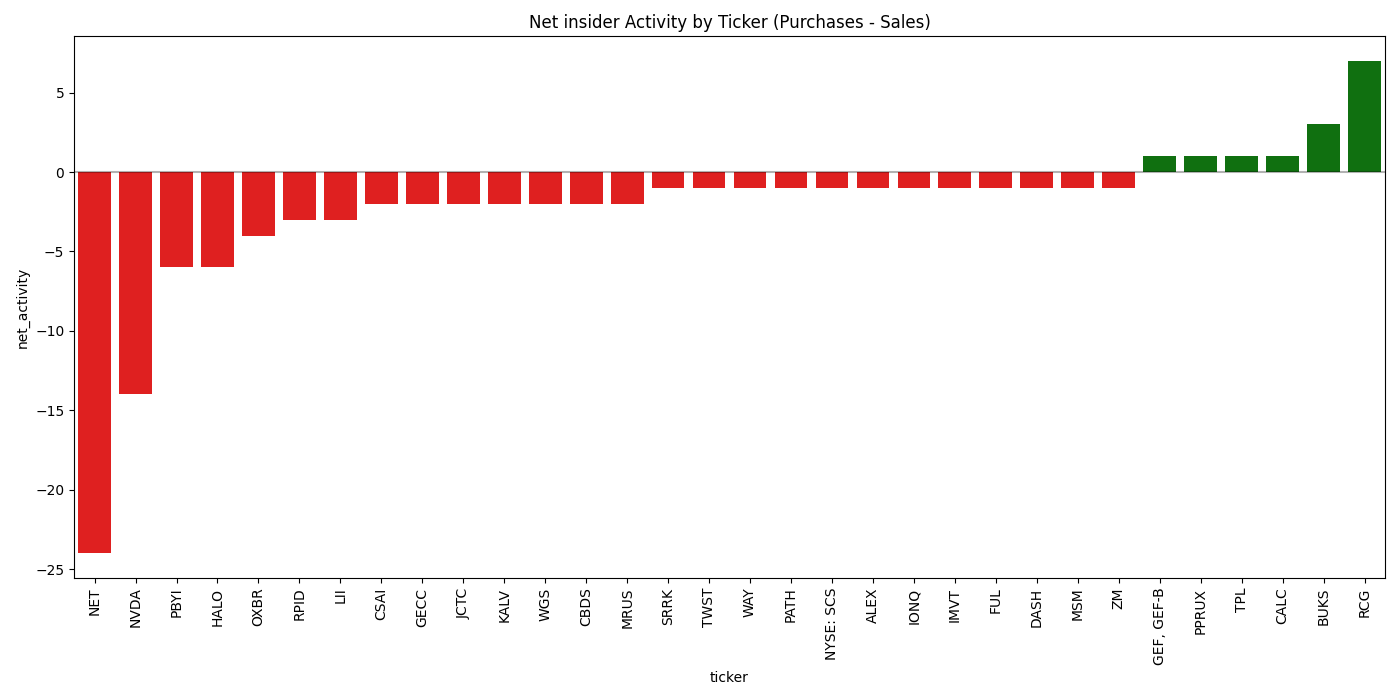 Net insider Activity by Ticker (Purchases - Sales)
net_activity
5
0
−5
−10
−15
−20
−25
NET
NVDA
PBYI
HALO
OXBR
RPID
LII
CSAI
GECC
JCTC
KALV
WGS
CBDS
MRUS
SRRK
TWST
WAY
PATH
NYSE: SCS
ALEX
IONQ
IMVT
FUL
DASH
MSM
ZM
GEF, GEF-B
PPRUX
TPL
CALC
BUKS
RCG
ticker